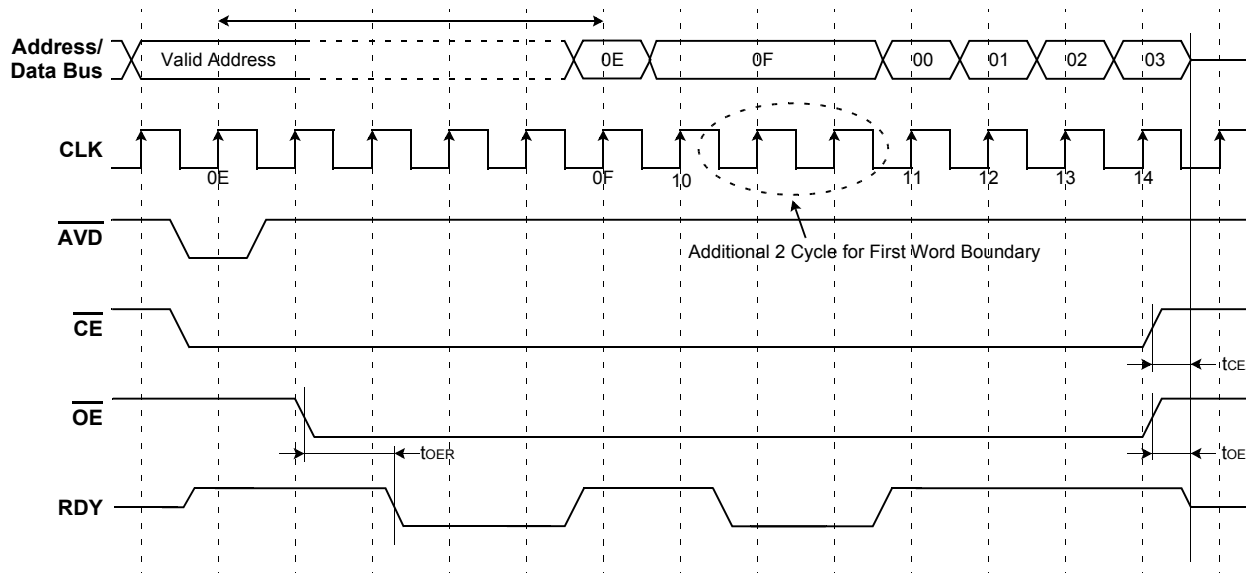 Address/
Data Bus
Valid Address
0E
0F
00
01
02
03
CLK
0E
0F
10
11
12
13
14
AVD
Additional 2 Cycle for First Word Boundary
CE
tCE
OE
tOER
tOE
RDY